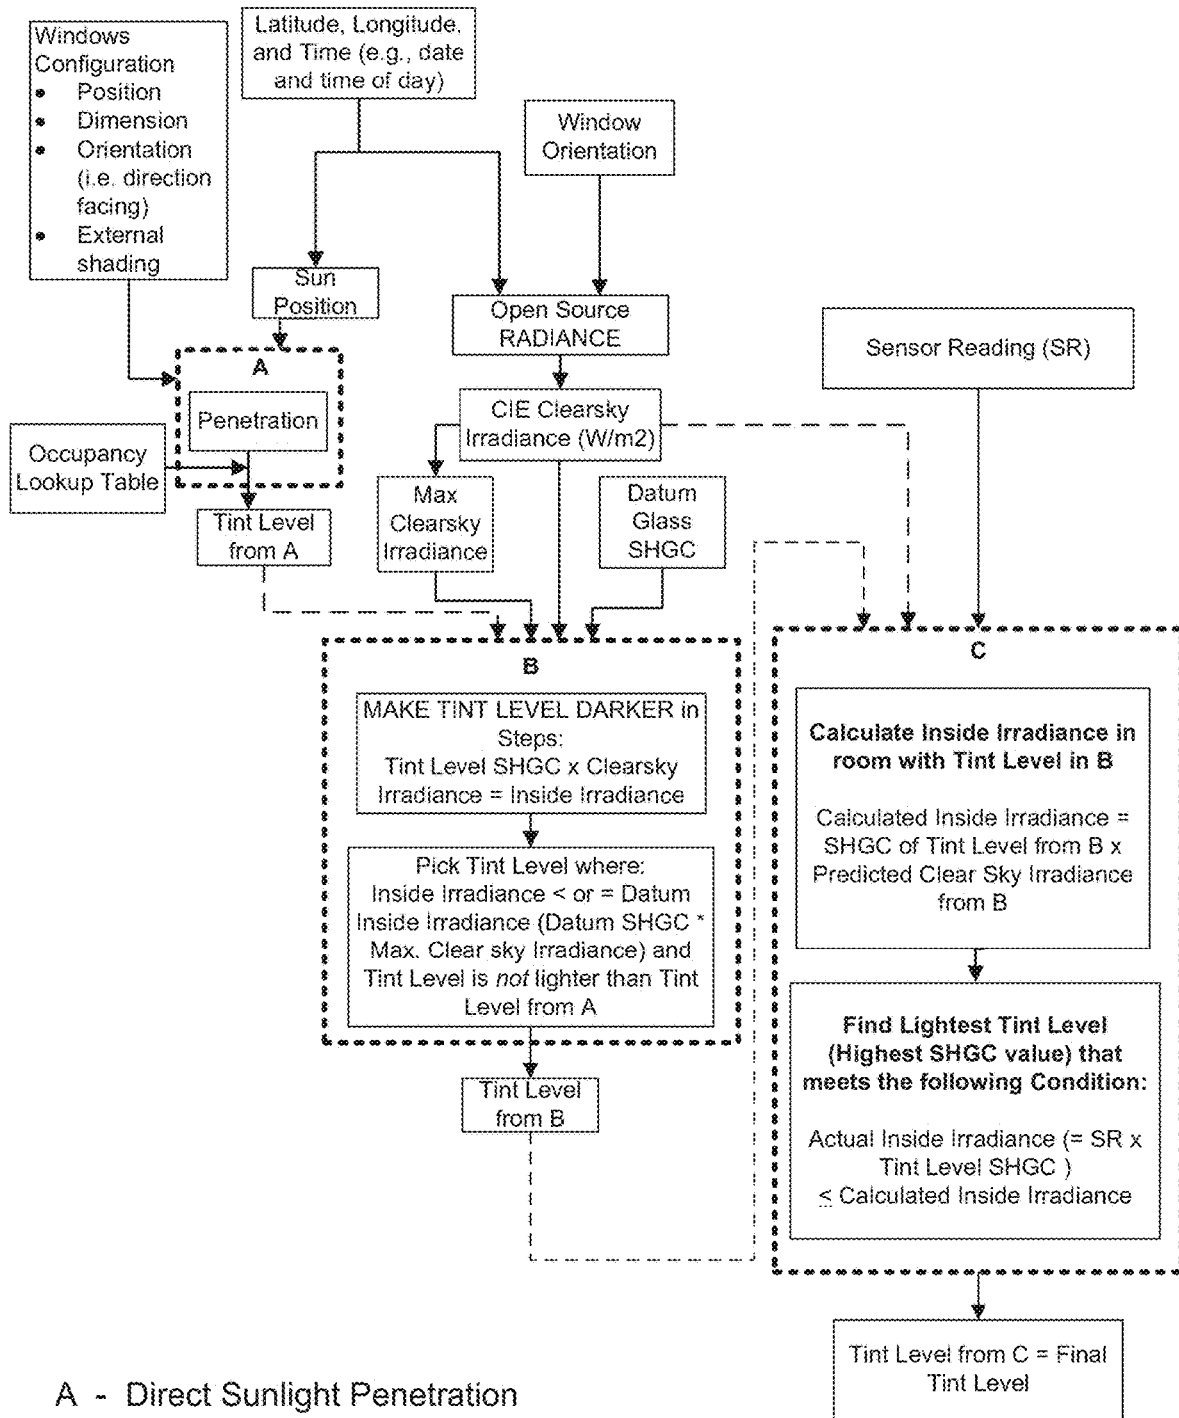 Windows
Configuration
• Position
• Dimension
• Orientation
(i.e. direction
facing)
• External
shading
Latitude, Longitude,
and Time (e.g., date
and time of day)
Window
Orientation
Sun
Position
Open Source
RADIANCE
Sensor Reading (SR)
A
Penetration
Occupancy
Lookup Table
Tint Level
from A
CIE Clearsky
Irradiance (W/m2)
Max
Clearsky
Irradiance
Datum
Glass
SHGC
B
MAKE TINT LEVEL DARKER in
Steps:
Tint Level SHGC x Clearsky
Irradiance = Inside Irradiance
Pick Tint Level where:
Inside Irradiance < or = Datum
Inside Irradiance (Datum SHGC *
Max. Clear sky Irradiance) and
Tint Level is not lighter than Tint
Level from A
Tint Level
from B
C
Calculate Inside Irradiance in
room with Tint Level in B
Calculated Inside Irradiance =
SHGC of Tint Level from B x
Predicted Clear Sky Irradiance
from B
Find Lightest Tint Level
(Highest SHGC value) that
meets the following Condition:
Actual Inside Irradiance (= SR x
Tint Level SHGC )
≤ Calculated Inside Irradiance
Tint Level from C = Final
Tint Level
A - Direct Sunlight Penetration